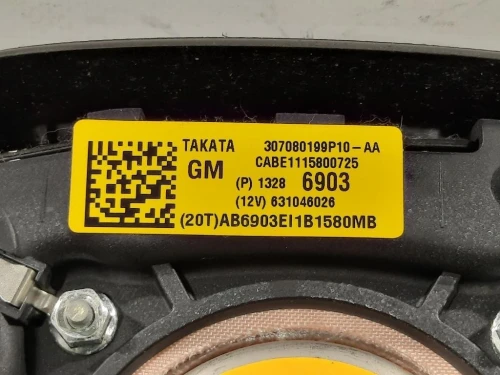 TAKATA 307080199P10-AA
GM CABE1115800725
(P) 1328 6903
(12V) 631046026
(20T)AB6903EI1B1580MB